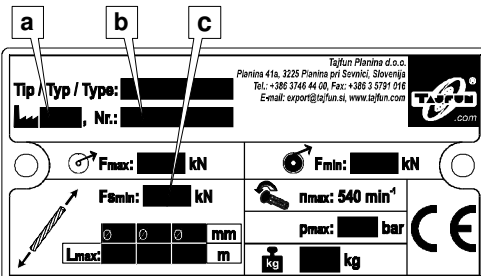 a b c
Tajfun Planina d.o.o.
Planina 41a, 3225 Planina pri Sevnici, Slovenija
Tel.: +386 3746 44 00, Fax: +386 3 5791 016
E-mail: export@tajfun.si, www.tajfun.com
TAJFUN
.com
Tip / Typ / Type:
, Nr.:
Fmax: kN
Fmin: kN
Fsmin: kN
nmax: 540 min⁻¹
pmax: bar
Ø Ø Ø mm
Lmax: m
kg kg
CE